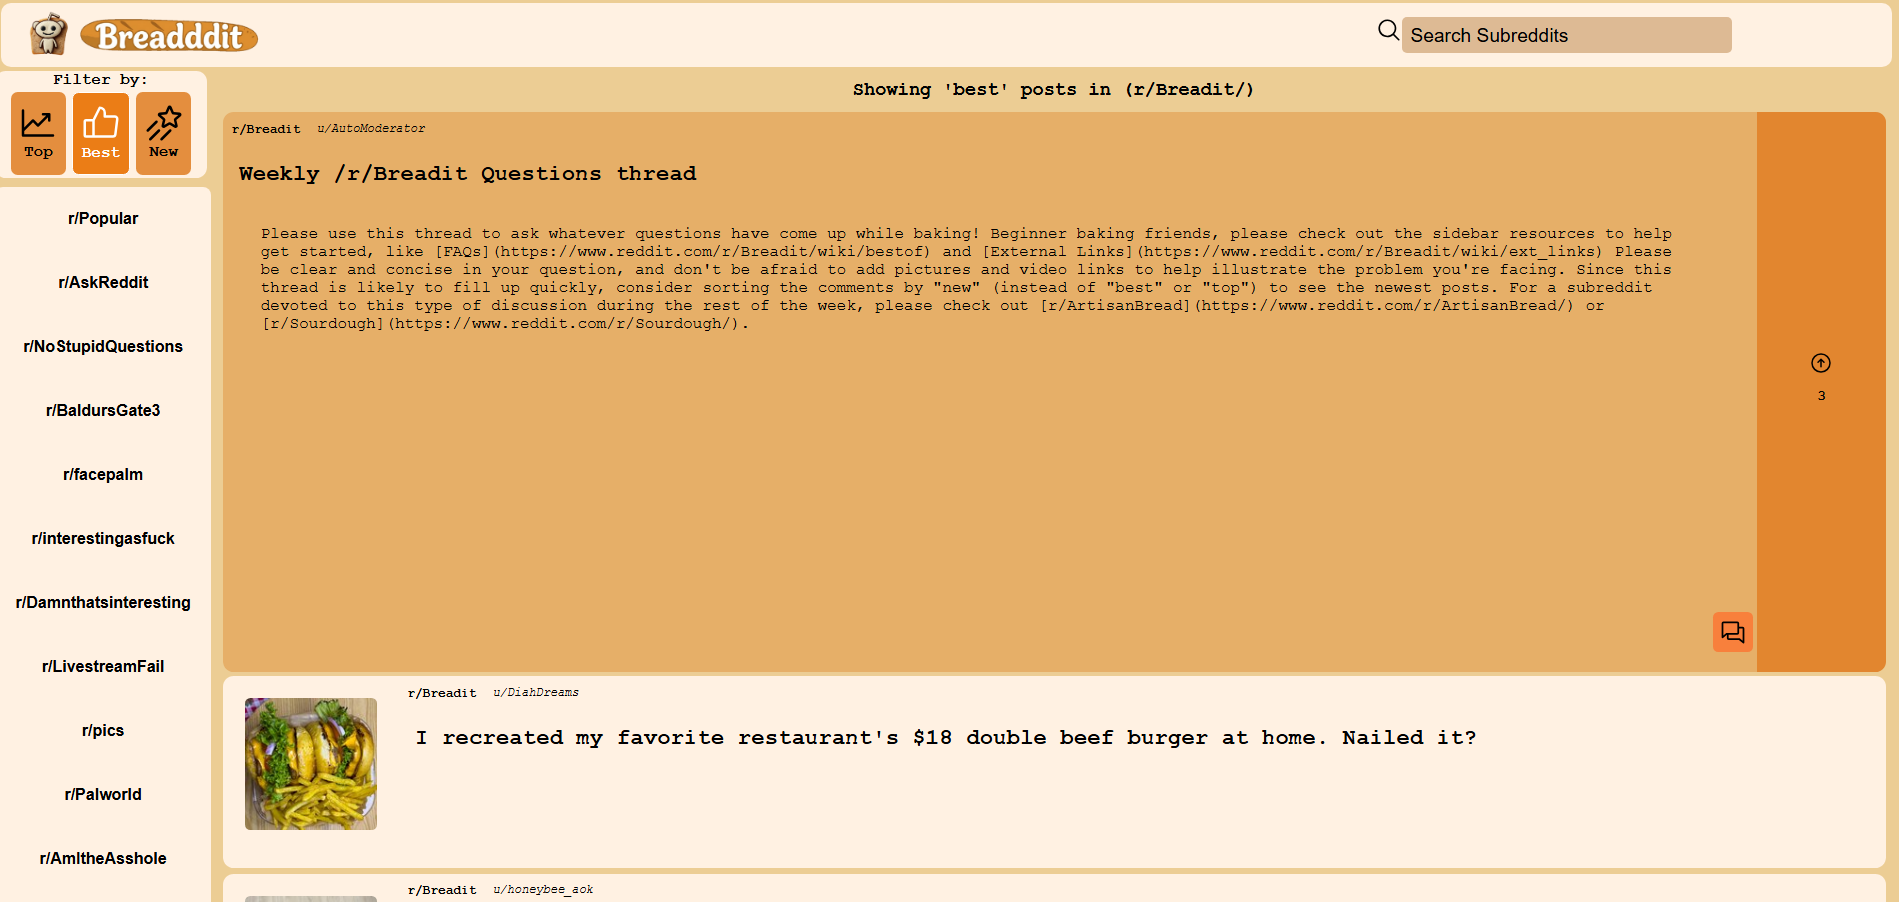 Breadddit
Search Subreddits
Filter by:
Top
Best
New
r/Popular
r/AskReddit
r/NoStupidQuestions
r/BaldursGate3
r/facepalm
r/interestingasfuck
r/Damnthatsinteresting
r/LivestreamFail
r/pics
r/Palworld
r/AmItheAsshole
Showing 'best' posts in (r/Breadit/)
r/Breadit u/AutoModerator
Weekly /r/Breadit Questions thread
Please use this thread to ask whatever questions have come up while baking! Beginner baking friends, please check out the sidebar resources to help
get started, like [FAQs](https://www.reddit.com/r/Breadit/wiki/bestof) and [External Links](https://www.reddit.com/r/Breadit/wiki/ext_links) Please
be clear and concise in your question, and don't be afraid to add pictures and video links to help illustrate the problem you're facing. Since this
thread is likely to fill up quickly, consider sorting the comments by "new" (instead of "best" or "top") to see the newest posts. For a subreddit
devoted to this type of discussion during the rest of the week, please check out [r/ArtisanBread](https://www.reddit.com/r/ArtisanBread/) or
[r/Sourdough](https://www.reddit.com/r/Sourdough/).
3
r/Breadit u/DiahDreams
I recreated my favorite restaurant's $18 double beef burger at home. Nailed it?
r/Breadit u/honeybee_aok